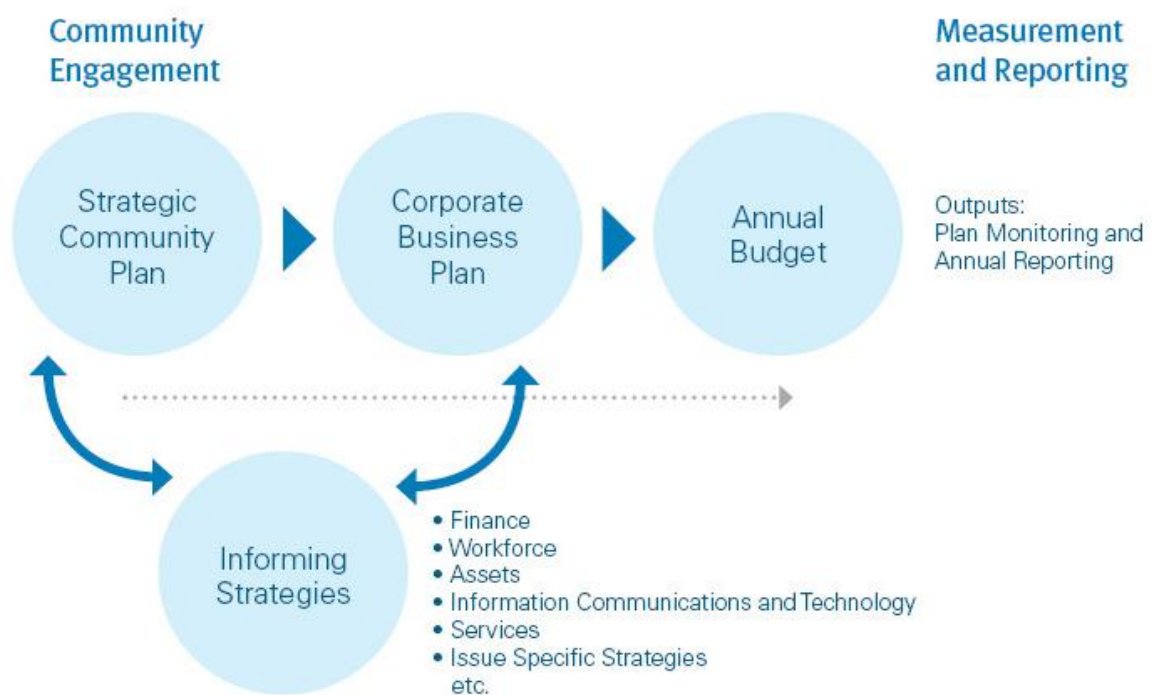 Community
Engagement
Measurement
and Reporting
Strategic
Community
Plan
Corporate
Business
Plan
Annual
Budget
Outputs:
Plan Monitoring and
Annual Reporting
Informing
Strategies
• Finance
• Workforce
• Assets
• Information Communications and Technology
• Services
• Issue Specific Strategies
etc.